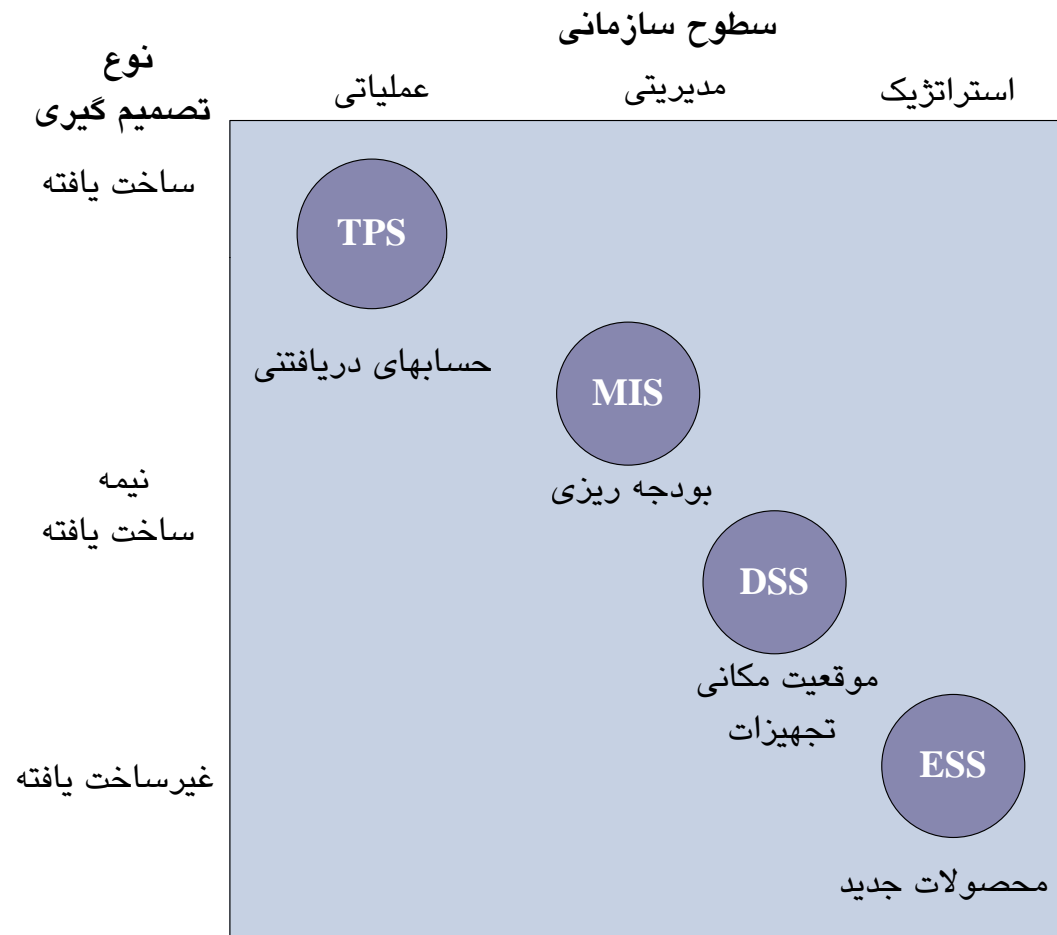 سطوح سازمانی
نوع
تصمیم گیری
استراتژیک
مدیریتی
عملیاتی
ساخت یافته
TPS
حسابهای دریافتنی
MIS
بودجه ریزی
نیمه
ساخت یافته
DSS
موقعیت مکانی
تجهیزات
غیرساخت یافته
ESS
محصولات جدید